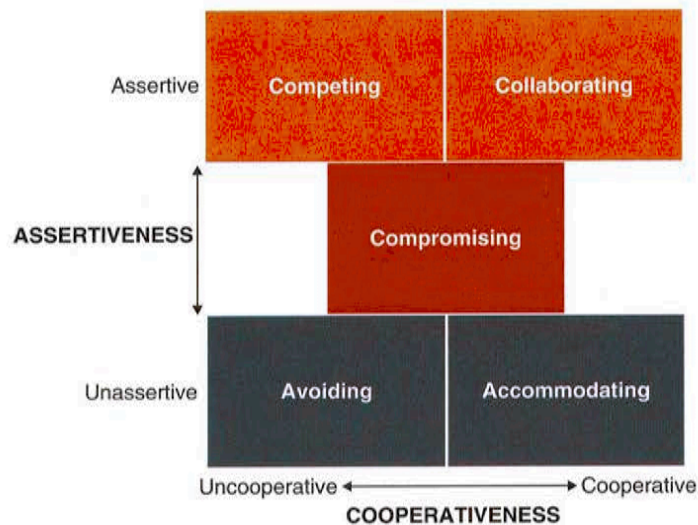 Assertive
Competing
Collaborating
ASSERTIVENESS
Compromising
Unassertive
Avoiding
Accommodating
Uncooperative
Cooperative
COOPERATIVENESS